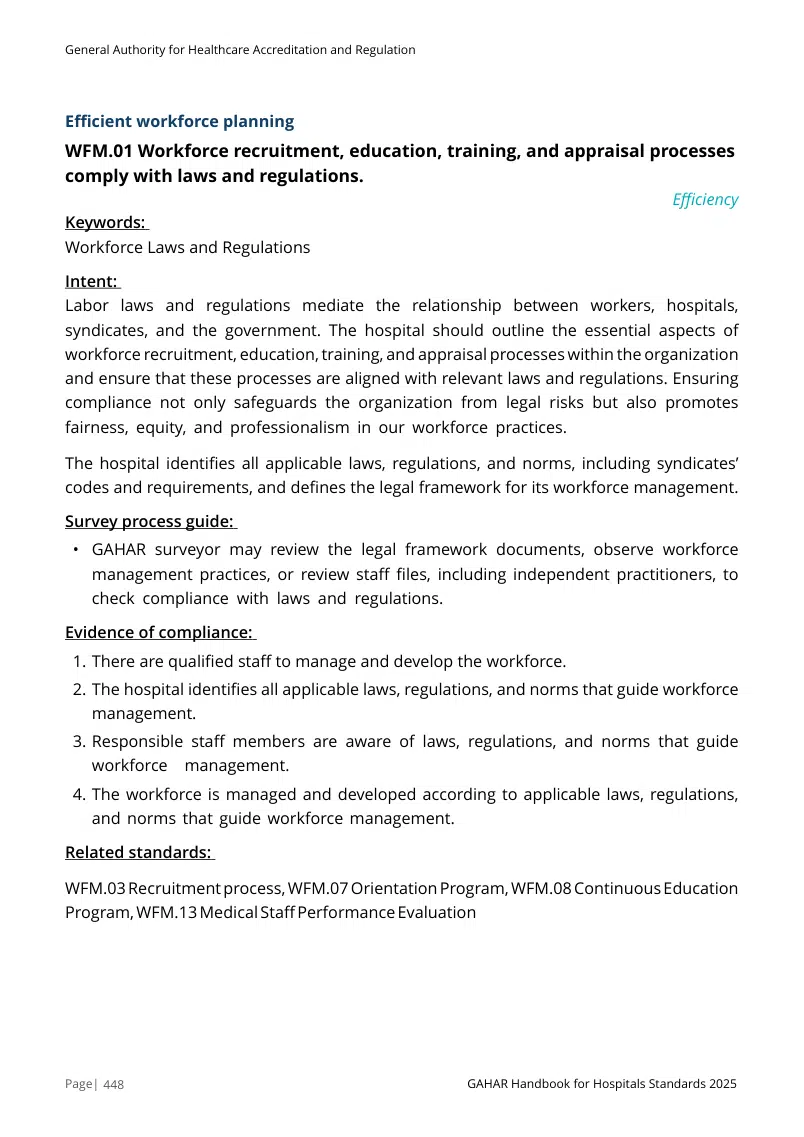 General Authority for Healthcare Accreditation and Regulation
Efficient workforce planning
WFM.01 Workforce recruitment, education, training, and appraisal processes
comply with laws and regulations.
Efficiency
Keywords:
Workforce Laws and Regulations
Intent:
Labor laws and regulations mediate the relationship between workers, hospitals,
syndicates, and the government. The hospital should outline the essential aspects of
workforce recruitment, education, training, and appraisal processes within the organization
and ensure that these processes are aligned with relevant laws and regulations. Ensuring
compliance not only safeguards the organization from legal risks but also promotes
fairness, equity, and professionalism in our workforce practices.
The hospital identifies all applicable laws, regulations, and norms, including syndicates’
codes and requirements, and defines the legal framework for its workforce management.
Survey process guide:
• GAHAR surveyor may review the legal framework documents, observe workforce
management practices, or review staff files, including independent practitioners, to
check compliance with laws and regulations.
Evidence of compliance:
1. There are qualified staff to manage and develop the workforce.
2. The hospital identifies all applicable laws, regulations, and norms that guide workforce
management.
3. Responsible staff members are aware of laws, regulations, and norms that guide
workforce management.
4. The workforce is managed and developed according to applicable laws, regulations,
and norms that guide workforce management.
Related standards:
WFM.03 Recruitment process, WFM.07 Orientation Program, WFM.08 Continuous Education
Program, WFM.13 Medical Staff Performance Evaluation
Page| 448
GAHAR Handbook for Hospitals Standards 2025